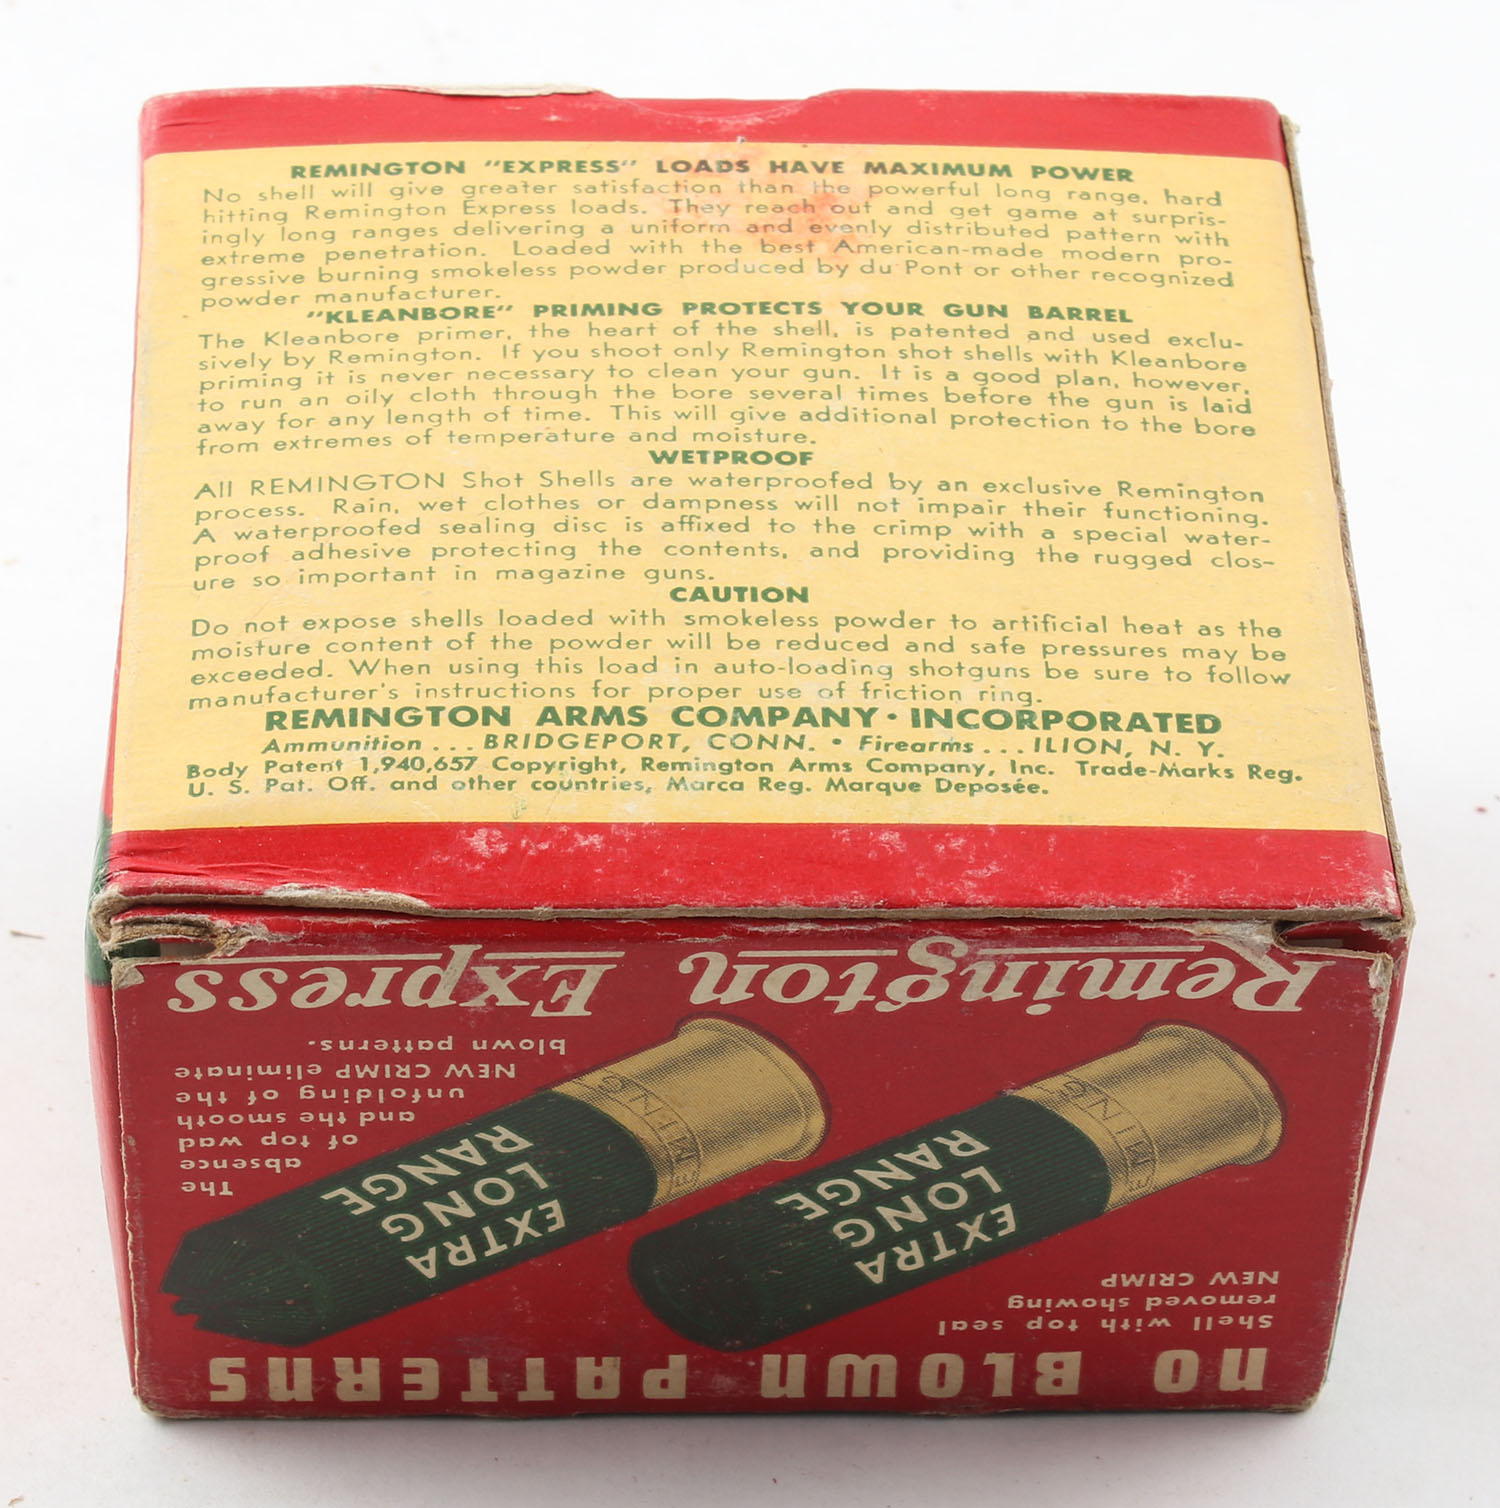 REMINGTON "EXPRESS" LOADS HAVE MAXIMUM POWER
No shell will give greater satisfaction than the powerful long range, hard
hitting Remington Express loads. They reach out and get game at surpris-
ingly long ranges delivering a uniform and evenly distributed pattern with
extreme penetration. Loaded with the best American-made modern pro-
gressive burning smokeless powder produced by du Pont or other recognized
powder manufacturer.
"KLEANBORE" PRIMING PROTECTS YOUR GUN BARREL
The Kleanbore primer, the heart of the shell, is patented and used exclu-
sively by Remington. If you shoot only Remington shot shells with Kleanbore
priming it is never necessary to clean your gun. It is a good plan, however,
to run an oily cloth through the bore several times before the gun is laid
away for any length of time. This will give additional protection to the bore
from extremes of temperature and moisture.
WETPROOF
All REMINGTON Shot Shells are waterproofed by an exclusive Remington
process. Rain, wet clothes or dampness will not impair their functioning.
A waterproofed sealing disc is affixed to the crimp with a special water-
proof adhesive protecting the contents, and providing the rugged clos-
ure so important in magazine guns.
CAUTION
Do not expose shells loaded with smokeless powder to artificial heat as the
moisture content of the powder will be reduced and safe pressures may be
exceeded. When using this load in auto-loading shotguns be sure to follow
manufacturer's instructions for proper use of friction ring.
REMINGTON ARMS COMPANY • INCORPORATED
Ammunition ... BRIDGEPORT, CONN. • Firearms ... ILION, N. Y.
Body Patent 1,940,657 Copyright, Remington Arms Company, Inc. Trade-Marks Reg.
U. S. Pat. Off. and other countries, Marca Reg. Marque Deposée.
NO BLOWN PATTERNS
Shell with top seal
removed showing
NEW CRIMP
EXTRA
LONG
RANGE
EXTRA
LONG
RANGE
The
absence
of top wad
and the smooth
unfolding of the
NEW CRIMP eliminate
blown patterns.
Remington Express